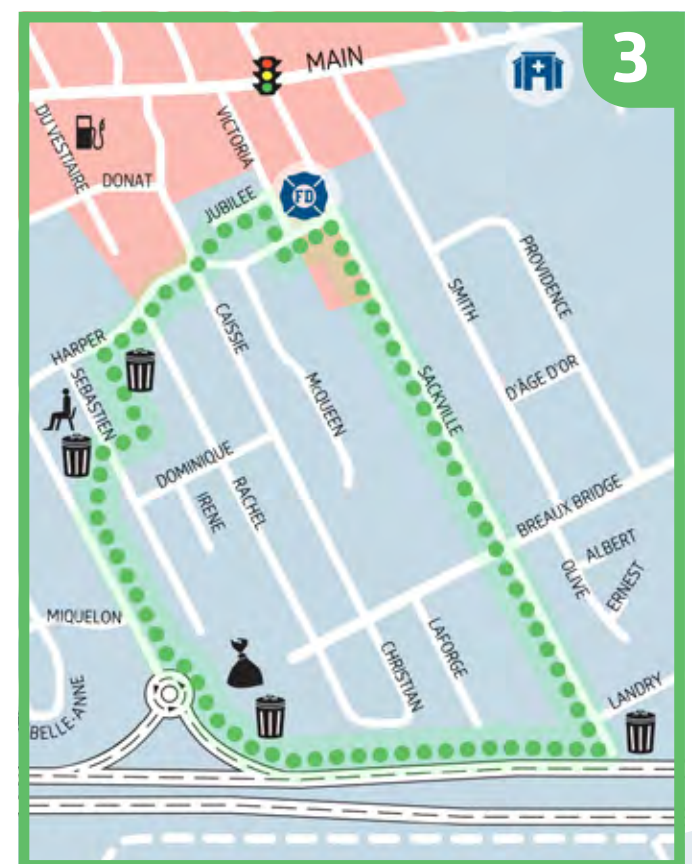 3
MAIN
DU VESTIAIRE
VICTORIA
DONAT
FD
JUBILEE
PROVIDENCE
SMITH
CAISSIE
HARPER
SEBASTIEN
McQUEEN
SACKVILLE
D'ÂGE D'OR
DOMINIQUE
RACHEL
IRENE
BREAUX BRIDGE
ALBERT
OLIVE
ERNEST
MIQUELON
LAFORGE
CHRISTIAN
BELLE-ANNE
LANDRY